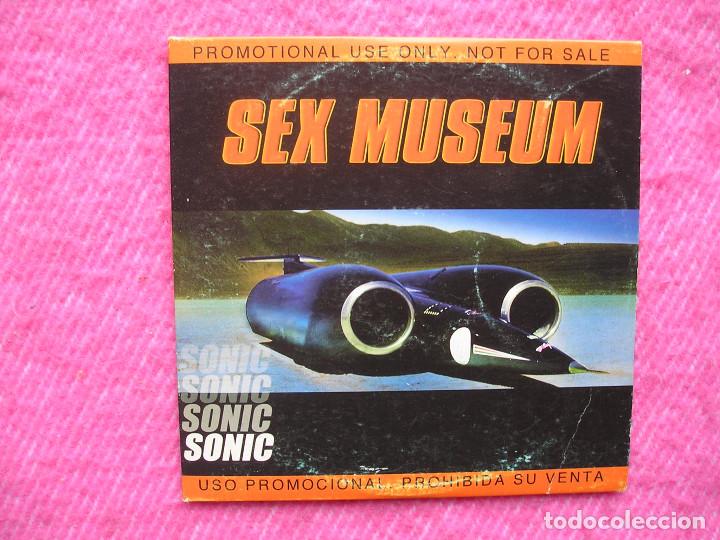 PROMOTIONAL USE ONLY. NOT FOR SALE
SEX MUSEUM
SONIC
SONIC
SONIC
SONIC
USO PROMOCIONAL. PROHIBIDA SU VENTA
todocoleccion